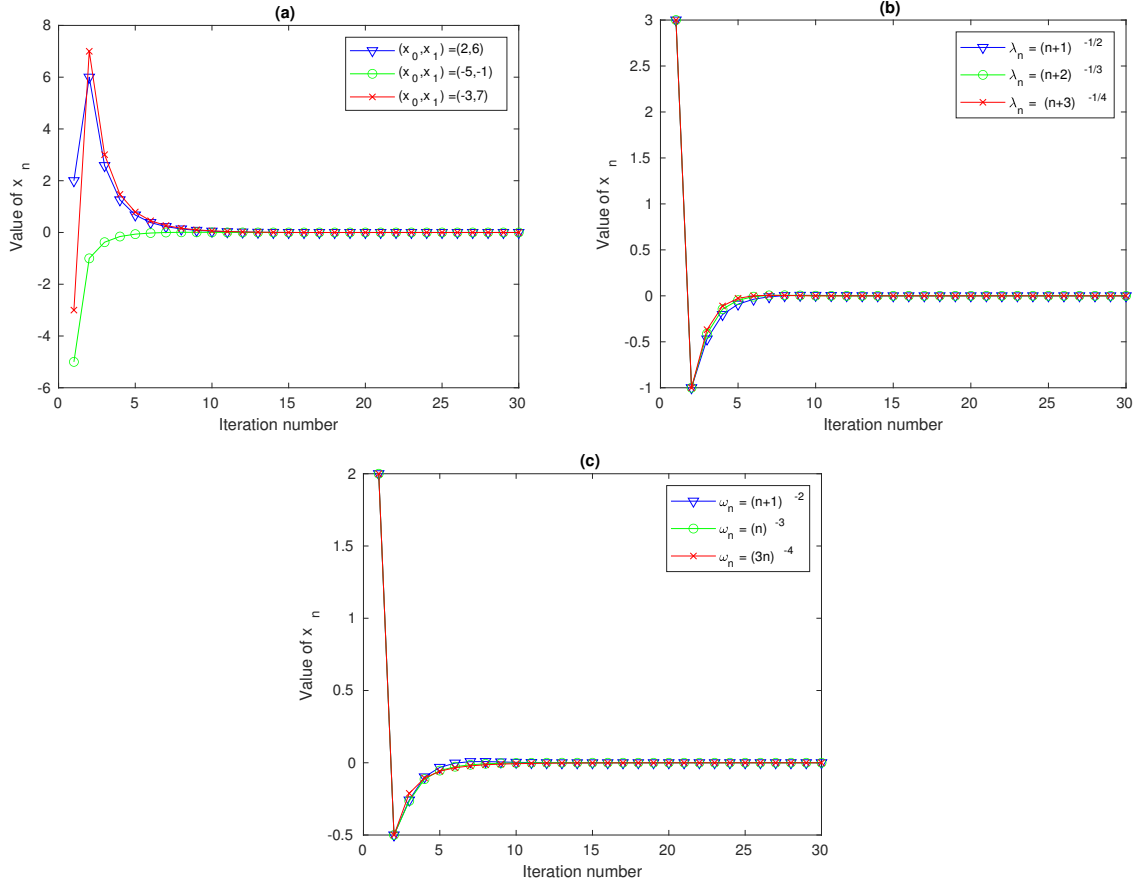 (a)
8
6
4
2
0
-2
-4
-6
Value of x n
(x 0,x 1) =(2,6)
(x 0,x 1) =(-5,-1)
(x 0,x 1) =(-3,7)
0 5 10 15 20 25 30
Iteration number
(b)
3
2.5
2
1.5
1
0.5
0
-0.5
-1
Value of x n
λ n = (n+1) -1/2
λ n = (n+2) -1/3
λ n = (n+3) -1/4
0 5 10 15 20 25 30
Iteration number
(c)
2
1.5
1
0.5
0
-0.5
Value of x n
ω n = (n+1) -2
ω n = (n) -3
ω n = (3n) -4
0 5 10 15 20 25 30
Iteration number